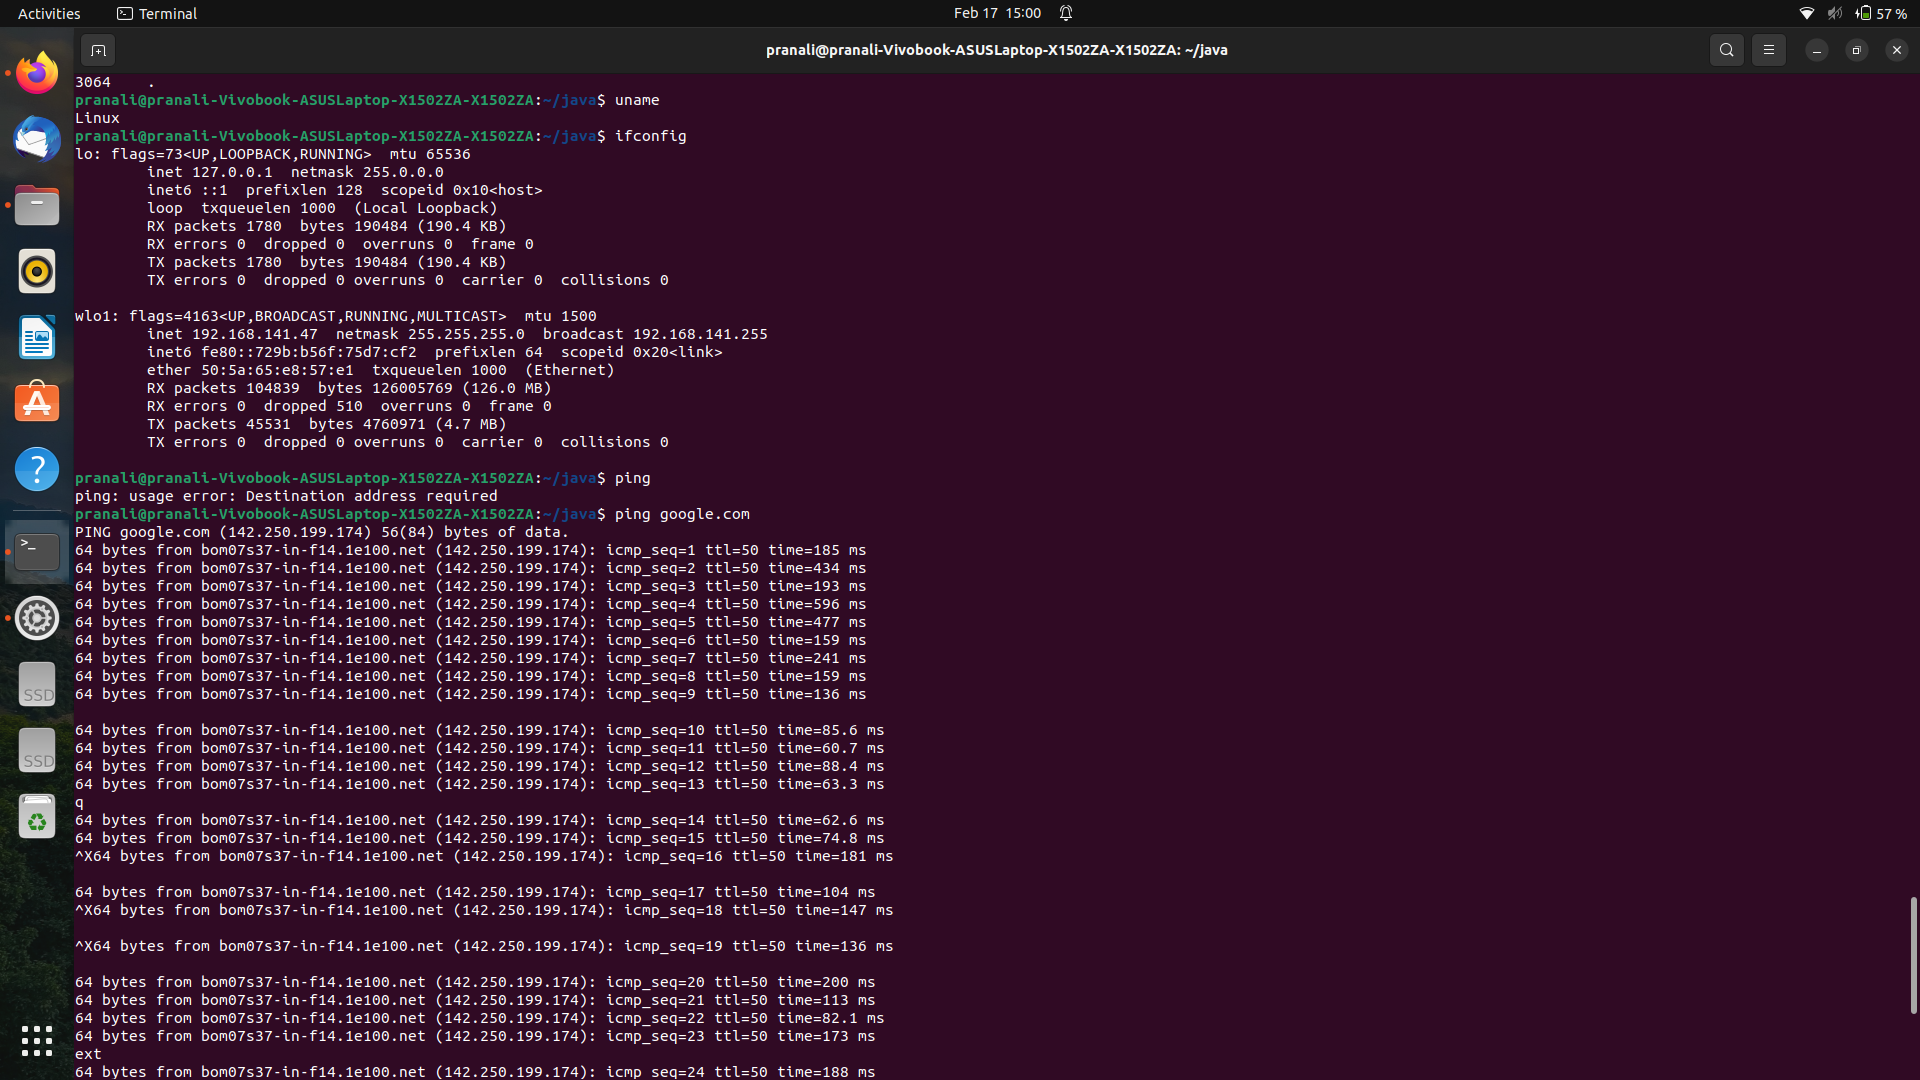 Activities
Terminal
Feb 17 15:00
57 %
pranali@pranali-Vivobook-ASUSLaptop-X1502ZA-X1502ZA: ~/java
3064    .
pranali@pranali-Vivobook-ASUSLaptop-X1502ZA-X1502ZA:~/java$ uname
Linux
pranali@pranali-Vivobook-ASUSLaptop-X1502ZA-X1502ZA:~/java$ ifconfig
lo: flags=73<UP,LOOPBACK,RUNNING>  mtu 65536
        inet 127.0.0.1  netmask 255.0.0.0
        inet6 ::1  prefixlen 128  scopeid 0x10<host>
        loop  txqueuelen 1000  (Local Loopback)
        RX packets 1780  bytes 190484 (190.4 KB)
        RX errors 0  dropped 0  overruns 0  frame 0
        TX packets 1780  bytes 190484 (190.4 KB)
        TX errors 0  dropped 0 overruns 0  carrier 0  collisions 0
wlo1: flags=4163<UP,BROADCAST,RUNNING,MULTICAST>  mtu 1500
        inet 192.168.141.47  netmask 255.255.255.0  broadcast 192.168.141.255
        inet6 fe80::729b:b56f:75d7:cf2  prefixlen 64  scopeid 0x20<link>
        ether 50:5a:65:e8:57:e1  txqueuelen 1000  (Ethernet)
        RX packets 104839  bytes 126005769 (126.0 MB)
        RX errors 0  dropped 510  overruns 0  frame 0
        TX packets 45531  bytes 4760971 (4.7 MB)
        TX errors 0  dropped 0 overruns 0  carrier 0  collisions 0
pranali@pranali-Vivobook-ASUSLaptop-X1502ZA-X1502ZA:~/java$ ping
ping: usage error: Destination address required
pranali@pranali-Vivobook-ASUSLaptop-X1502ZA-X1502ZA:~/java$ ping google.com
PING google.com (142.250.199.174) 56(84) bytes of data.
64 bytes from bom07s37-in-f14.1e100.net (142.250.199.174): icmp_seq=1 ttl=50 time=185 ms
64 bytes from bom07s37-in-f14.1e100.net (142.250.199.174): icmp_seq=2 ttl=50 time=434 ms
64 bytes from bom07s37-in-f14.1e100.net (142.250.199.174): icmp_seq=3 ttl=50 time=193 ms
64 bytes from bom07s37-in-f14.1e100.net (142.250.199.174): icmp_seq=4 ttl=50 time=596 ms
64 bytes from bom07s37-in-f14.1e100.net (142.250.199.174): icmp_seq=5 ttl=50 time=477 ms
64 bytes from bom07s37-in-f14.1e100.net (142.250.199.174): icmp_seq=6 ttl=50 time=159 ms
64 bytes from bom07s37-in-f14.1e100.net (142.250.199.174): icmp_seq=7 ttl=50 time=241 ms
64 bytes from bom07s37-in-f14.1e100.net (142.250.199.174): icmp_seq=8 ttl=50 time=159 ms
64 bytes from bom07s37-in-f14.1e100.net (142.250.199.174): icmp_seq=9 ttl=50 time=136 ms
64 bytes from bom07s37-in-f14.1e100.net (142.250.199.174): icmp_seq=10 ttl=50 time=85.6 ms
64 bytes from bom07s37-in-f14.1e100.net (142.250.199.174): icmp_seq=11 ttl=50 time=60.7 ms
64 bytes from bom07s37-in-f14.1e100.net (142.250.199.174): icmp_seq=12 ttl=50 time=88.4 ms
64 bytes from bom07s37-in-f14.1e100.net (142.250.199.174): icmp_seq=13 ttl=50 time=63.3 ms
q
64 bytes from bom07s37-in-f14.1e100.net (142.250.199.174): icmp_seq=14 ttl=50 time=62.6 ms
64 bytes from bom07s37-in-f14.1e100.net (142.250.199.174): icmp_seq=15 ttl=50 time=74.8 ms
^X64 bytes from bom07s37-in-f14.1e100.net (142.250.199.174): icmp_seq=16 ttl=50 time=181 ms
64 bytes from bom07s37-in-f14.1e100.net (142.250.199.174): icmp_seq=17 ttl=50 time=104 ms
^X64 bytes from bom07s37-in-f14.1e100.net (142.250.199.174): icmp_seq=18 ttl=50 time=147 ms
^X64 bytes from bom07s37-in-f14.1e100.net (142.250.199.174): icmp_seq=19 ttl=50 time=136 ms
64 bytes from bom07s37-in-f14.1e100.net (142.250.199.174): icmp_seq=20 ttl=50 time=200 ms
64 bytes from bom07s37-in-f14.1e100.net (142.250.199.174): icmp_seq=21 ttl=50 time=113 ms
64 bytes from bom07s37-in-f14.1e100.net (142.250.199.174): icmp_seq=22 ttl=50 time=82.1 ms
64 bytes from bom07s37-in-f14.1e100.net (142.250.199.174): icmp_seq=23 ttl=50 time=173 ms
ext
64 bytes from bom07s37-in-f14.1e100.net (142.250.199.174): icmp_seq=24 ttl=50 time=188 ms
SSD
SSD